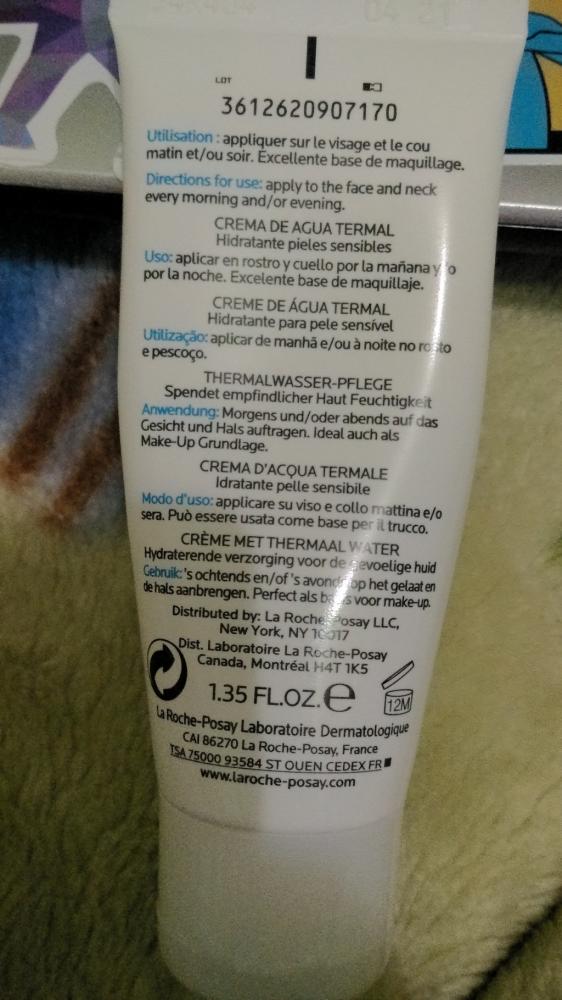 04 21
LOT
3612620907170
Utilisation : appliquer sur le visage et le cou
matin et/ou soir. Excellente base de maquillage.
Directions for use: apply to the face and neck
every morning and/or evening.
CREMA DE AGUA TERMAL
Hidratante pieles sensibles
Uso: aplicar en rostro y cuello por la mañana y/o
por la noche. Excelente base de maquillaje.
CREME DE ÁGUA TERMAL
Hidratante para pele sensível
Utilização: aplicar de manhã e/ou à noite no rosto
e pescoço.
THERMALWASSER-PFLEGE
Spendet empfindlicher Haut Feuchtigkeit
Anwendung: Morgens und/oder abends auf das
Gesicht und Hals auftragen. Ideal auch als
Make-Up Grundlage.
CREMA D'ACQUA TERMALE
Idratante pelle sensibile
Modo d'uso: applicare su viso e collo mattina e/o
sera. Può essere usata come base per il trucco.
CRÈME MET THERMAAL WATER
Hydraterende verzorging voor de gevoelige huid
Gebruik: 's ochtends en/of 's avonds op het gelaat en
de hals aanbrengen. Perfect als basis voor make-up.
Distributed by: La Roche-Posay LLC,
New York, NY 10017
Dist. Laboratoire La Roche-Posay
Canada, Montréal H4T 1K5
1.35 FL.OZ. e
12M
La Roche-Posay Laboratoire Dermatologique
CAI 86270 La Roche-Posay, France
TSA 75000 93584 ST OUEN CEDEX FR
www.laroche-posay.com